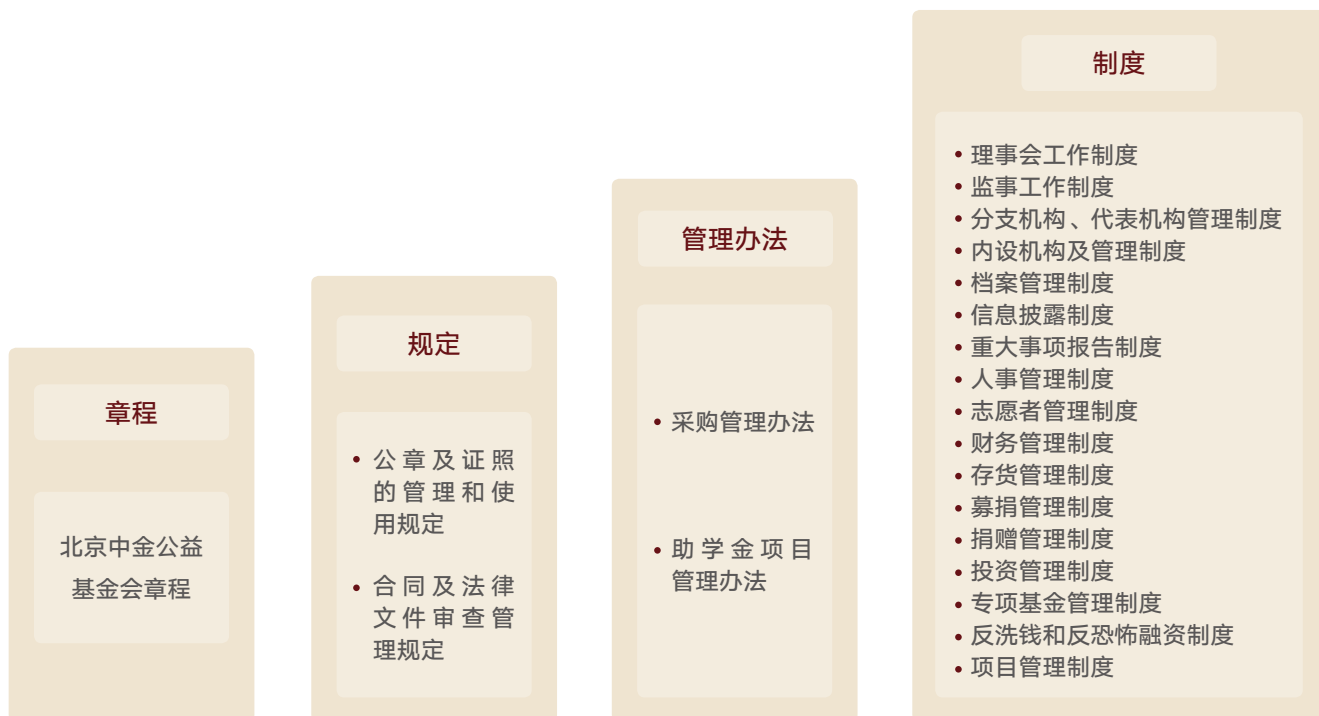 章程
北京中金公益
基金会章程
规定
• 公章及证照
的管理和使
用规定
• 合同及法律
文件审查管
理规定
管理办法
• 采购管理办法
• 助学金项目
管理办法
制度
• 理事会工作制度
• 监事工作制度
• 分支机构、代表机构管理制度
• 内设机构及管理制度
• 档案管理制度
• 信息披露制度
• 重大事项报告制度
• 人事管理制度
• 志愿者管理制度
• 财务管理制度
• 存货管理制度
• 募捐管理制度
• 捐赠管理制度
• 投资管理制度
• 专项基金管理制度
• 反洗钱和反恐怖融资制度
• 项目管理制度